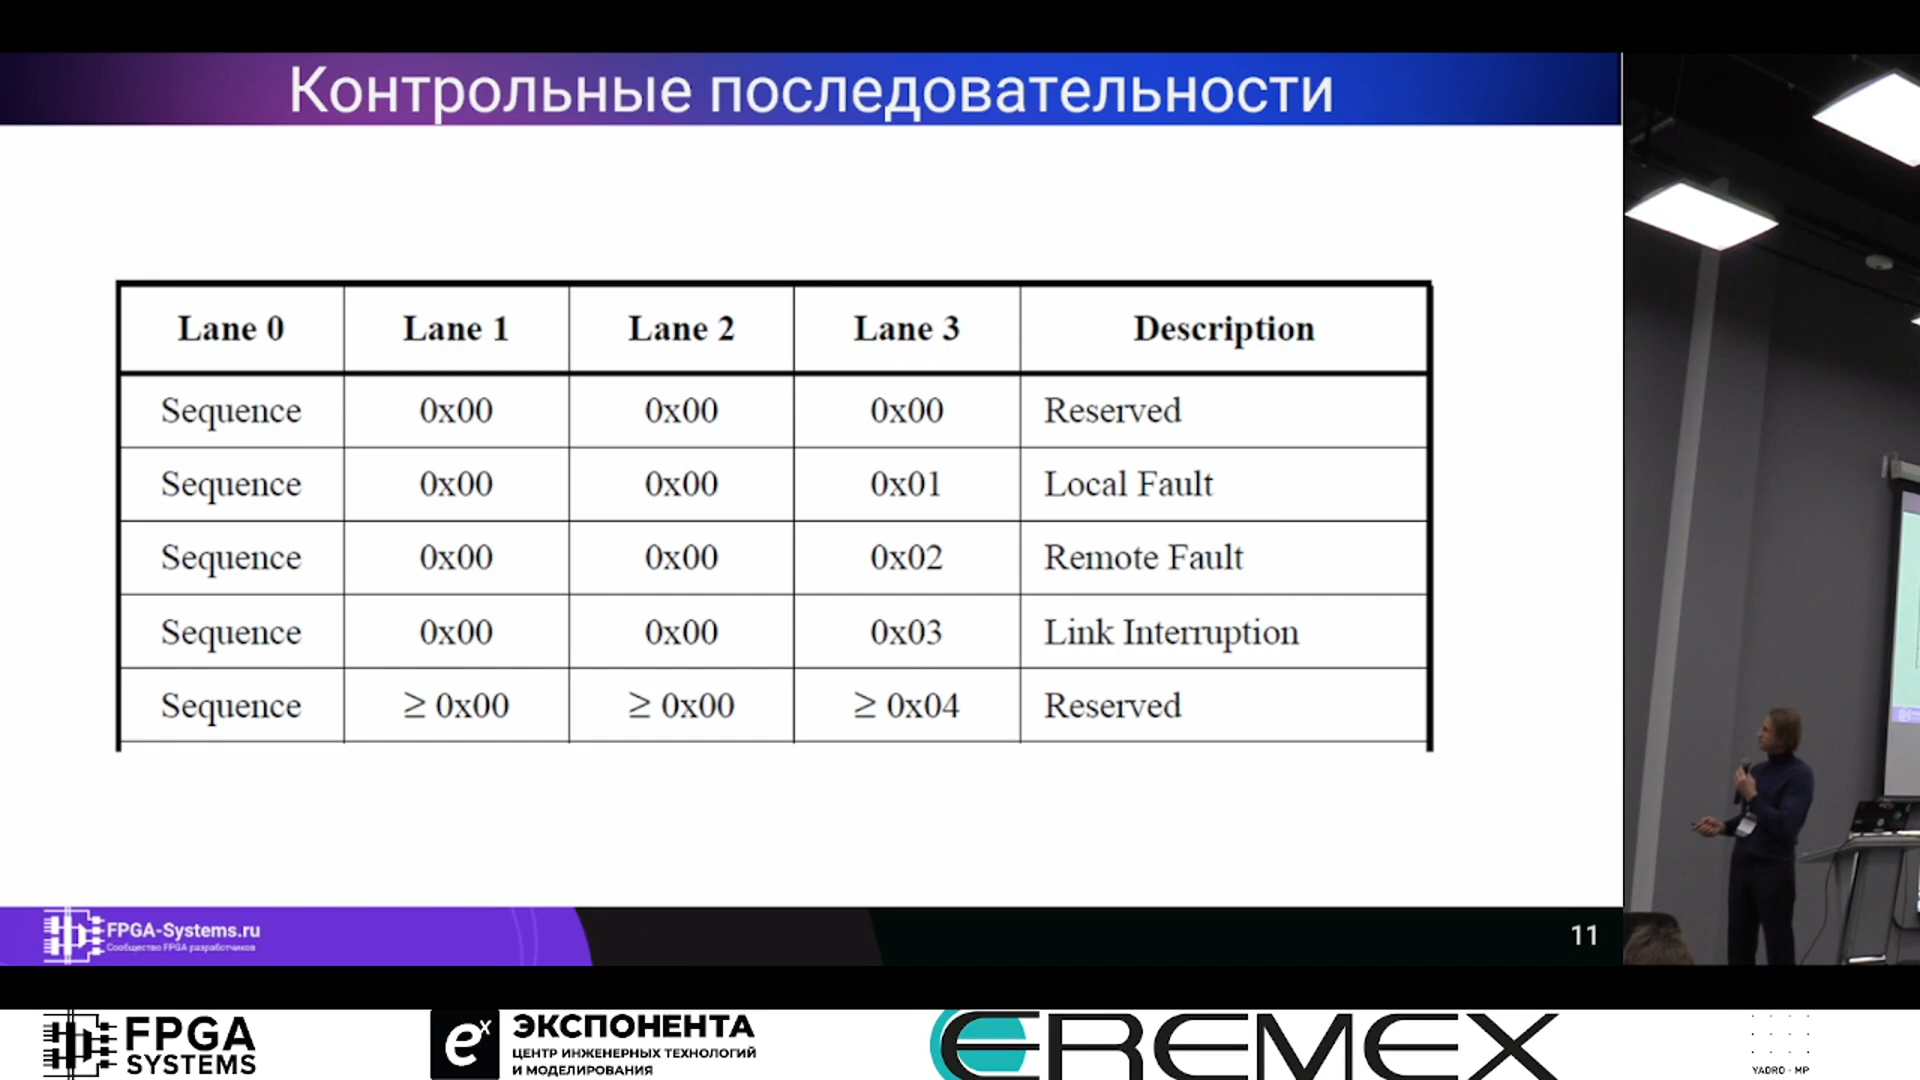 Контрольные последовательности
Lane 0 Lane 1 Lane 2 Lane 3 Description
Sequence 0x00 0x00 0x00 Reserved
Sequence 0x00 0x00 0x01 Local Fault
Sequence 0x00 0x00 0x02 Remote Fault
Sequence 0x00 0x00 0x03 Link Interruption
Sequence ≥ 0x00 ≥ 0x00 ≥ 0x04 Reserved
FPGA-Systems.ru
Сообщество FPGA разработчиков
11
FPGA
SYSTEMS
ex ЭКСПОНЕНТА
ЦЕНТР ИНЖЕНЕРНЫХ ТЕХНОЛОГИЙ
И МОДЕЛИРОВАНИЯ
EREMEX
YADRO · MP